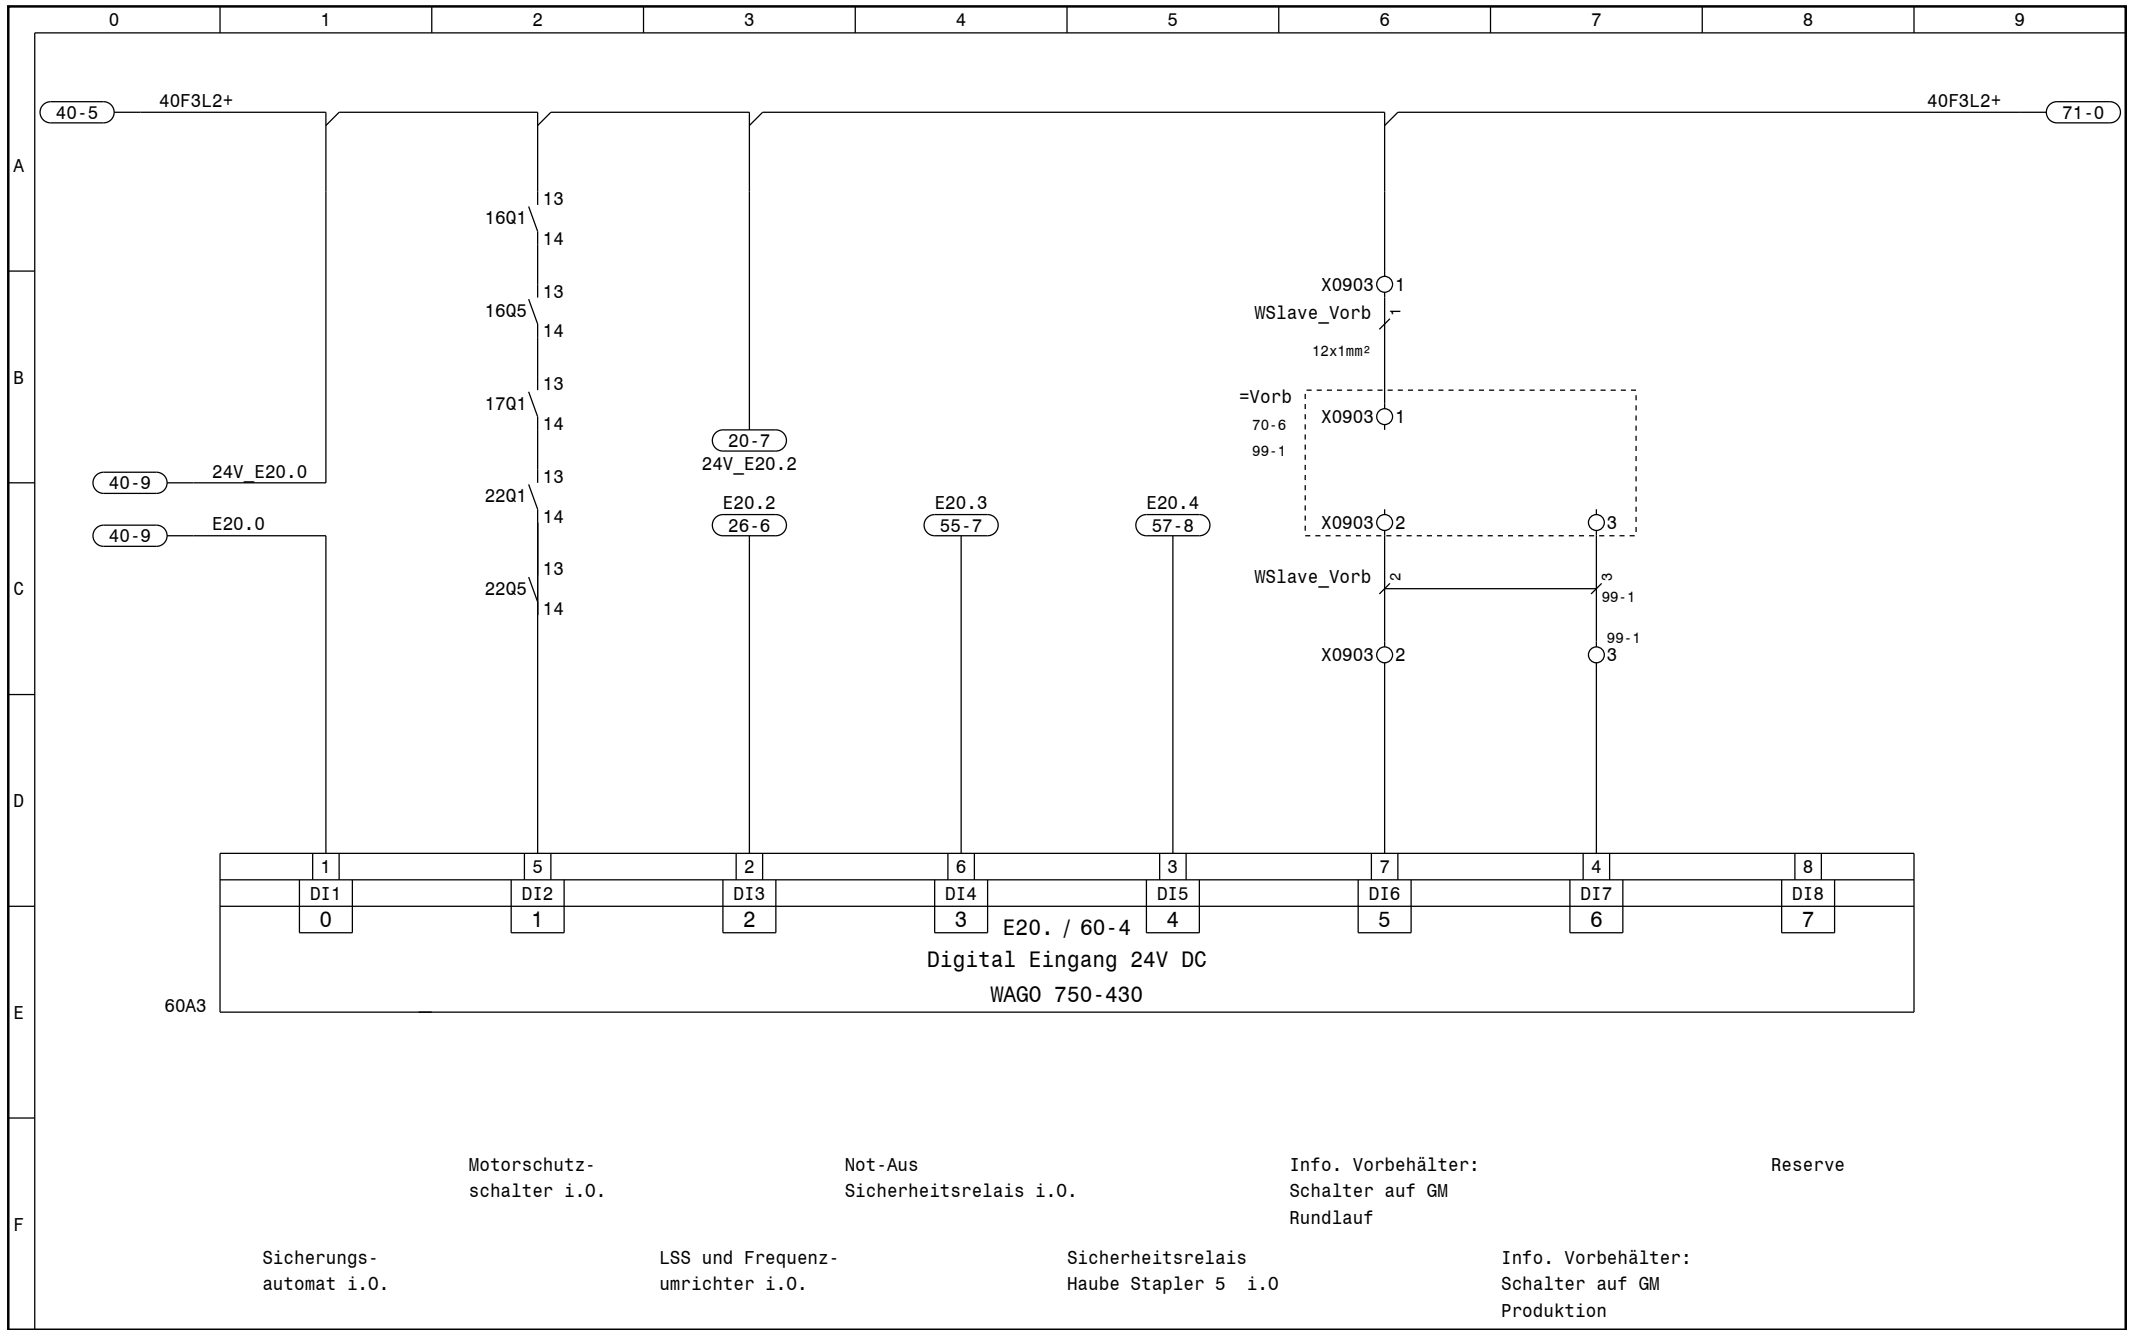 0 1 2 3 4 5 6 7 8 9
40F3L2+ 40F3L2+
40-5 71-0
A
13
16Q1
14
X0903 1
13
16Q5
WSlave_Vorb 1
14
12x1mm²
B
13
=Vorb
17Q1
X0903 1
14
70-6
20-7
99-1
24V_E20.2
24V_E20.0
13
40-9
22Q1
E20.2 E20.3 E20.4
14
E20.0
26-6 55-7 57-8
X0903 2 3
40-9
13
WSlave_Vorb 2 3
C
22Q5
99-1
14
99-1
X0903 2 3
D
1 5 2 6 3 7 4 8
DI1 DI2 DI3 DI4 DI5 DI6 DI7 DI8
0 1 2 3 4 5 6 7
E20. / 60-4
Digital Eingang 24V DC
WAGO 750-430
60A3
E
Motorschutz-
schalter i.O.
Not-Aus
Sicherheitsrelais i.O.
Info. Vorbehälter:
Schalter auf GM
Rundlauf
Reserve
F
Sicherungs-
automat i.O.
LSS und Frequenz-
umrichter i.O.
Sicherheitsrelais
Haube Stapler 5  i.O
Info. Vorbehälter:
Schalter auf GM
Produktion